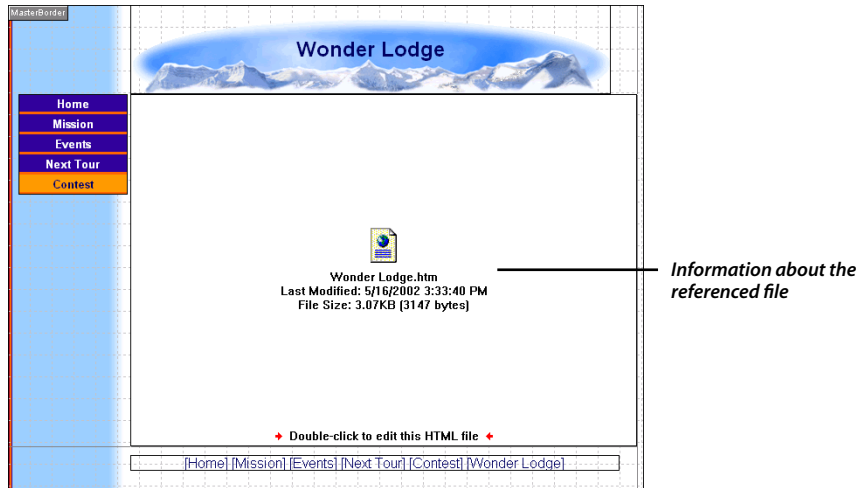 MasterBorder
Wonder Lodge
Home
Mission
Events
Next Tour
Contest
Wonder Lodge.htm
Last Modified: 5/16/2002 3:33:40 PM
File Size: 3.07KB (3147 bytes)
Information about the
referenced file
Double-click to edit this HTML file
[Home] [Mission] [Events] [Next Tour] [Contest] [Wonder Lodge]